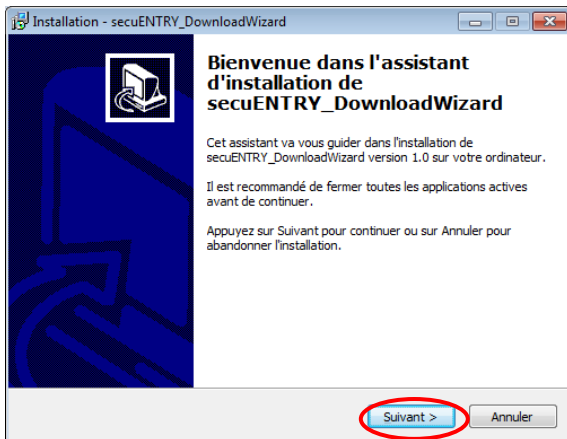 Installation - secuENTRY_DownloadWizard
Bienvenue dans l'assistant
d'installation de
secuENTRY_DownloadWizard
Cet assistant va vous guider dans l'installation de
secuENTRY_DownloadWizard version 1.0 sur votre ordinateur.
Il est recommandé de fermer toutes les applications actives
avant de continuer.
Appuyez sur Suivant pour continuer ou sur Annuler pour
abandonner l'installation.
Suivant > Annuler